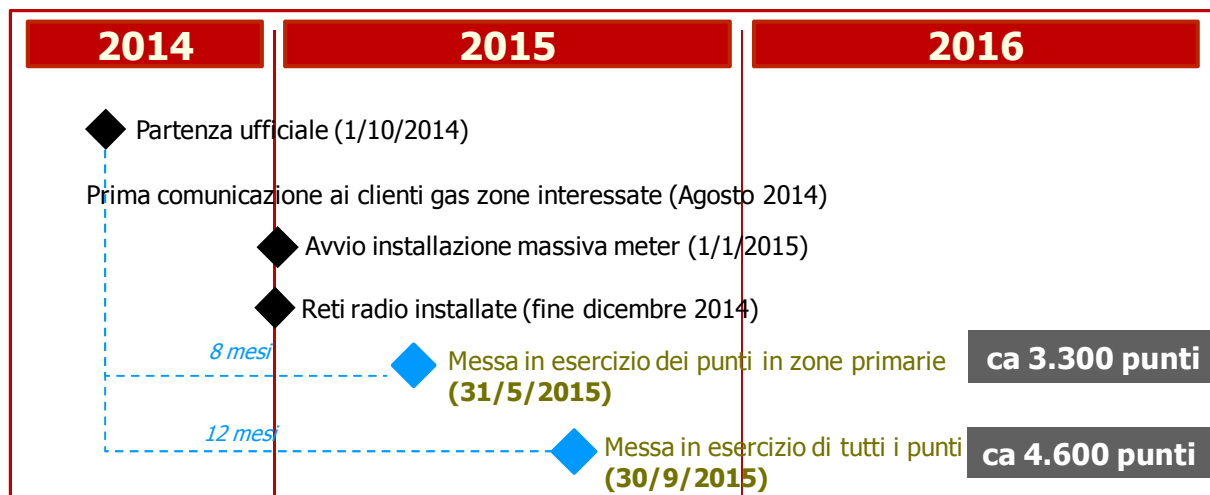 2014 2015 2016
Partenza ufficiale (1/10/2014)
Prima comunicazione ai clienti gas zone interessate (Agosto 2014)
Avvio installazione massiva meter (1/1/2015)
Reti radio installate (fine dicembre 2014)
8 mesi
Messa in esercizio dei punti in zone primarie
(31/5/2015)
ca 3.300 punti
12 mesi
Messa in esercizio di tutti i punti
(30/9/2015)
ca 4.600 punti